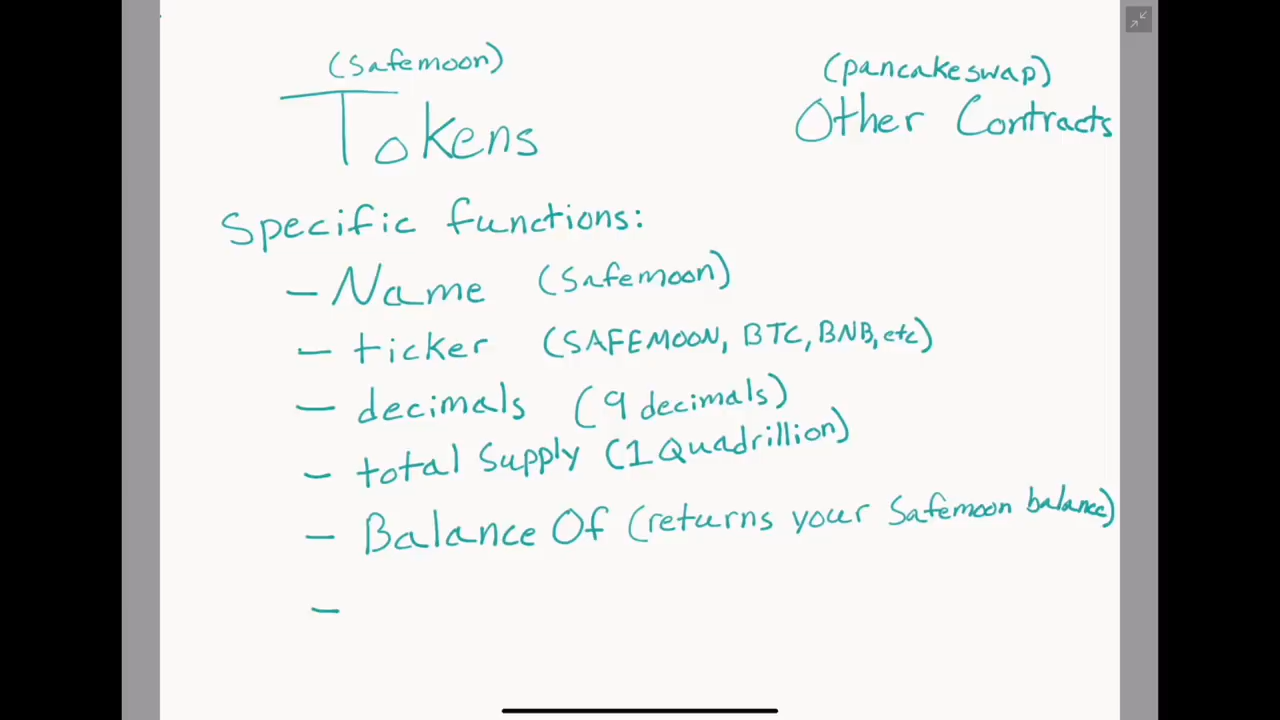 (Safemoon)
Tokens
(pancakeswap)
Other Contracts
Specific functions:
- Name (Safemoon)
- ticker (SAFEMOON, BTC, BNB, etc)
- decimals (9 decimals)
- total Supply (1 Quadrillion)
- Balance Of (returns your Safemoon balance)
-